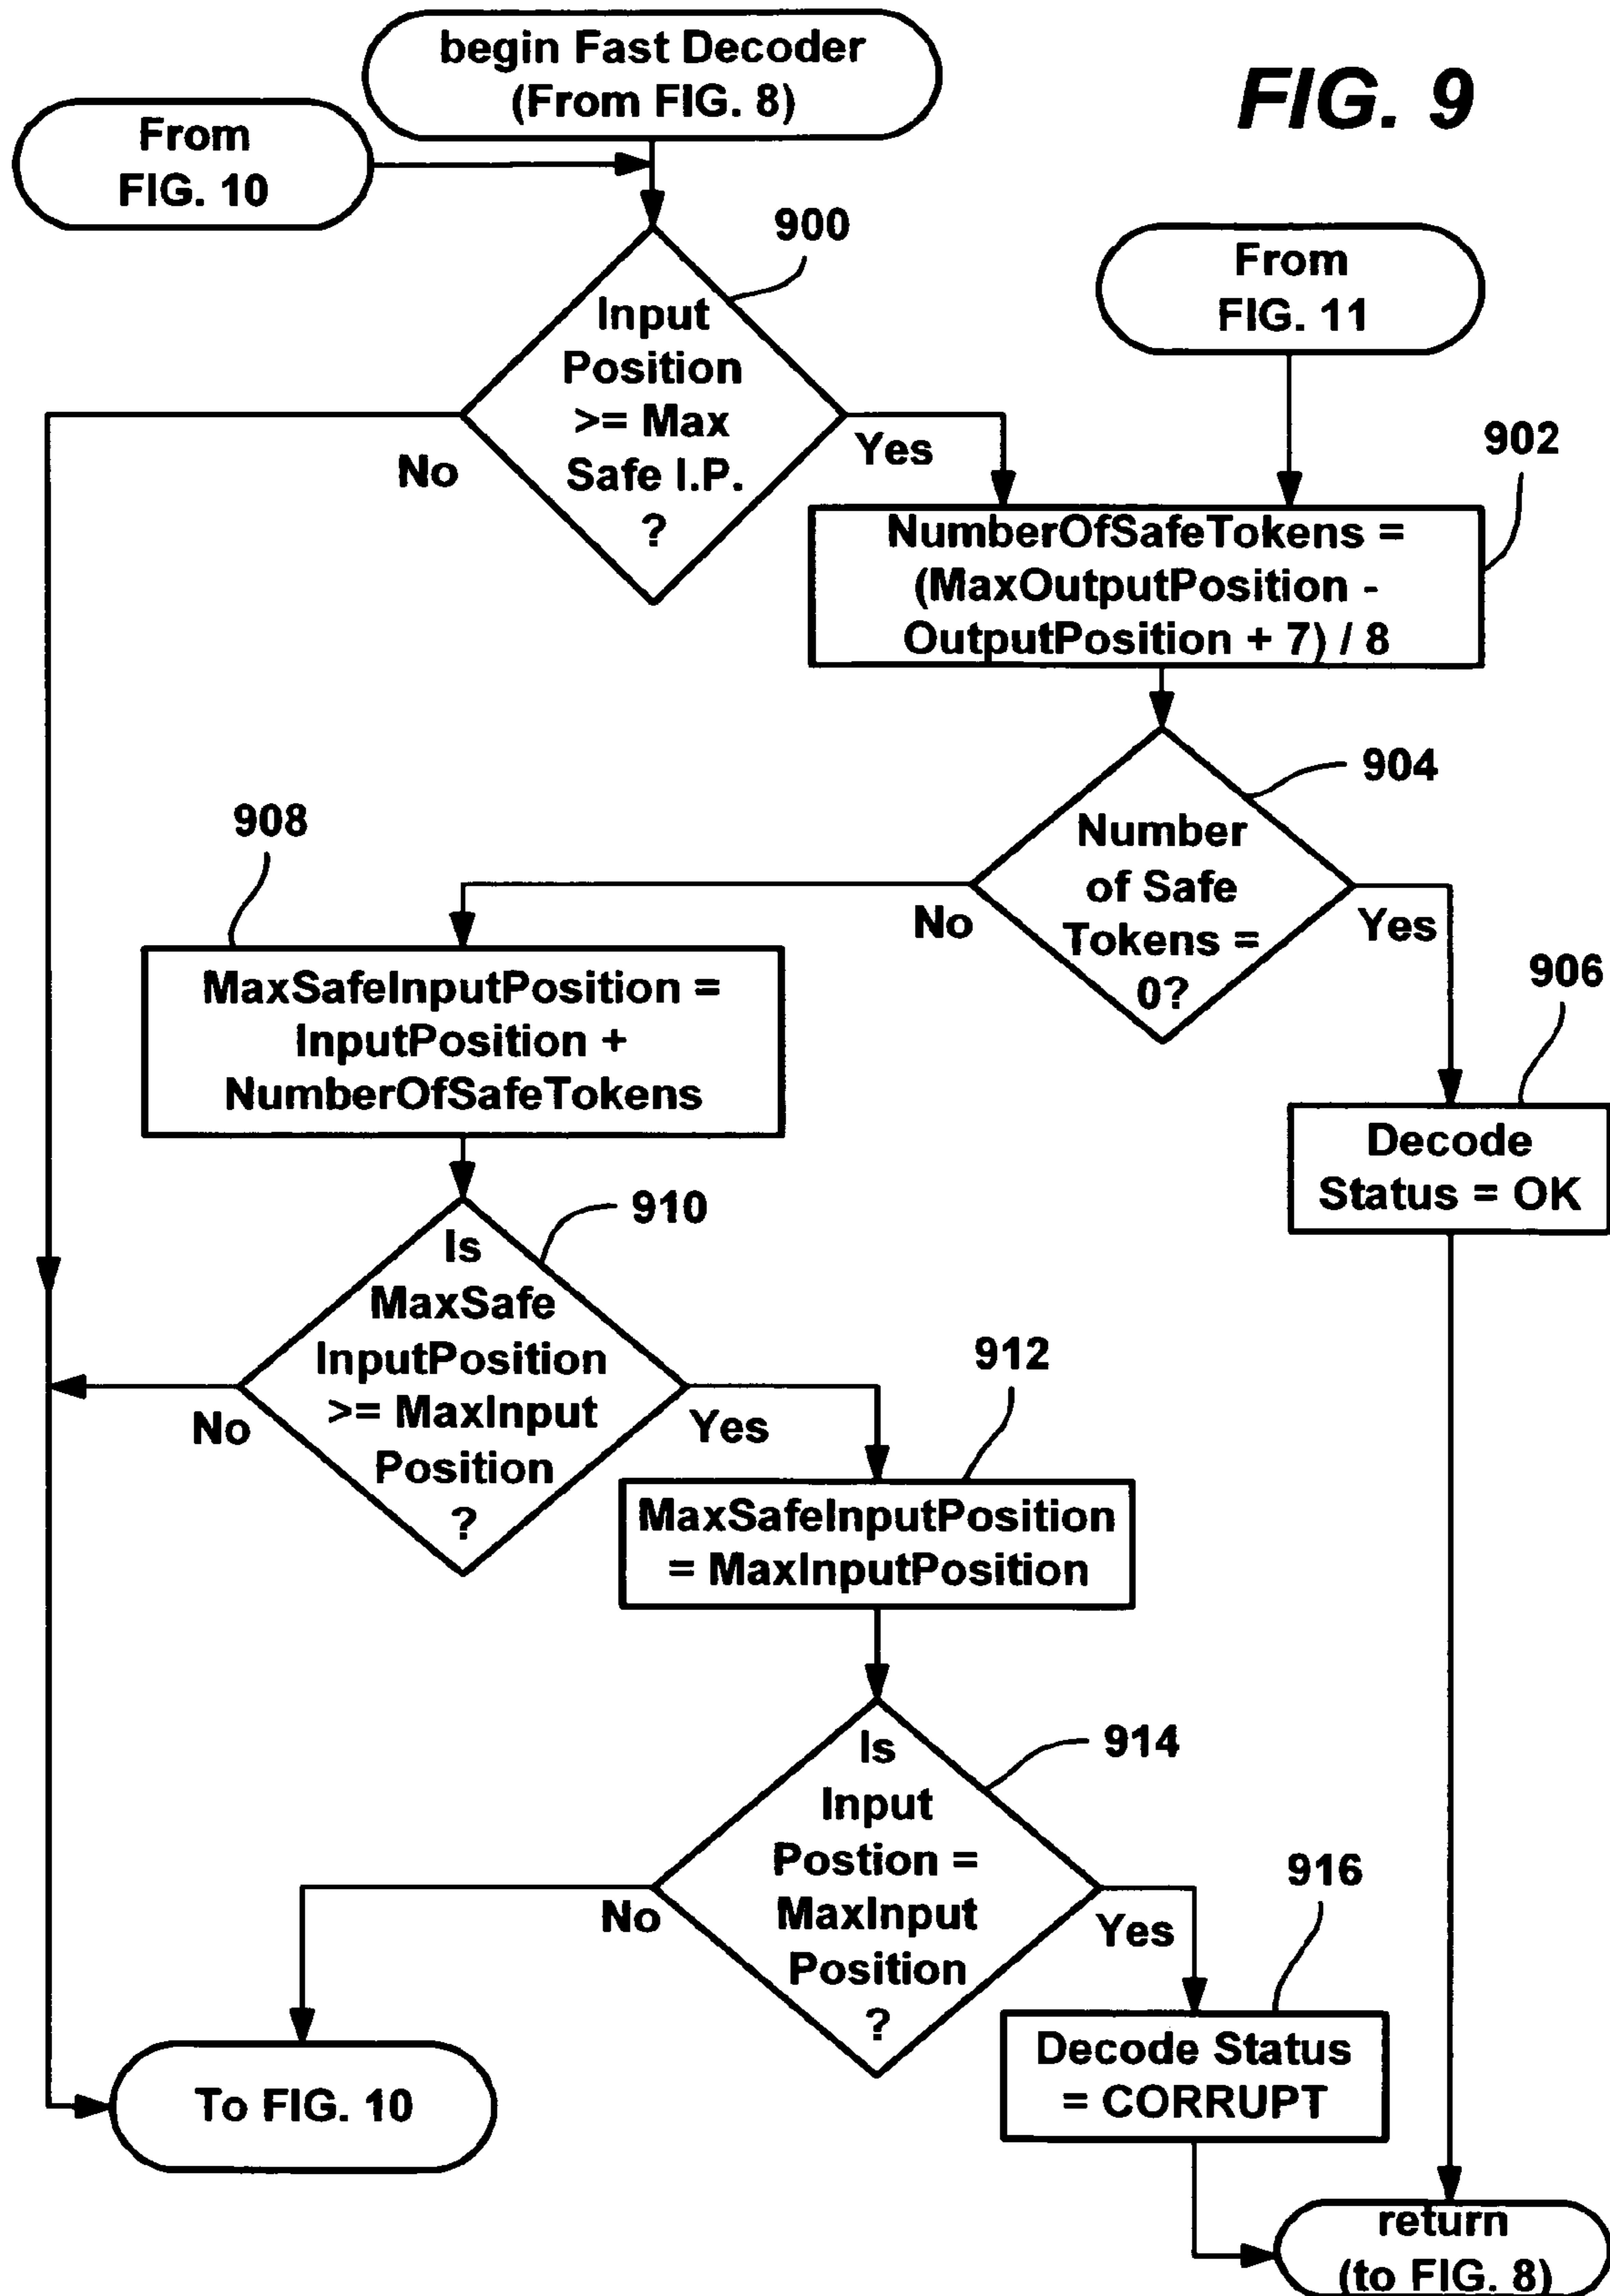 begin Fast Decoder
(From FIG. 8)
FIG. 9
From
FIG. 10
900
Input
Position
>= Max
Safe I.P.
?
No
Yes
From
FIG. 11
902
NumberOfSafeTokens =
(MaxOutputPosition -
OutputPosition + 7) / 8
904
Number
of Safe
Tokens =
0?
No
Yes
908
MaxSafeInputPosition =
InputPosition +
NumberOfSafeTokens
906
Decode
Status = OK
910
Is
MaxSafe
InputPosition
>= MaxInput
Position
?
No
Yes
912
MaxSafeInputPosition
= MaxInputPosition
914
Is
Input
Postion =
MaxInput
Position
?
No
Yes
916
Decode Status
= CORRUPT
To FIG. 10
return
(to FIG. 8)